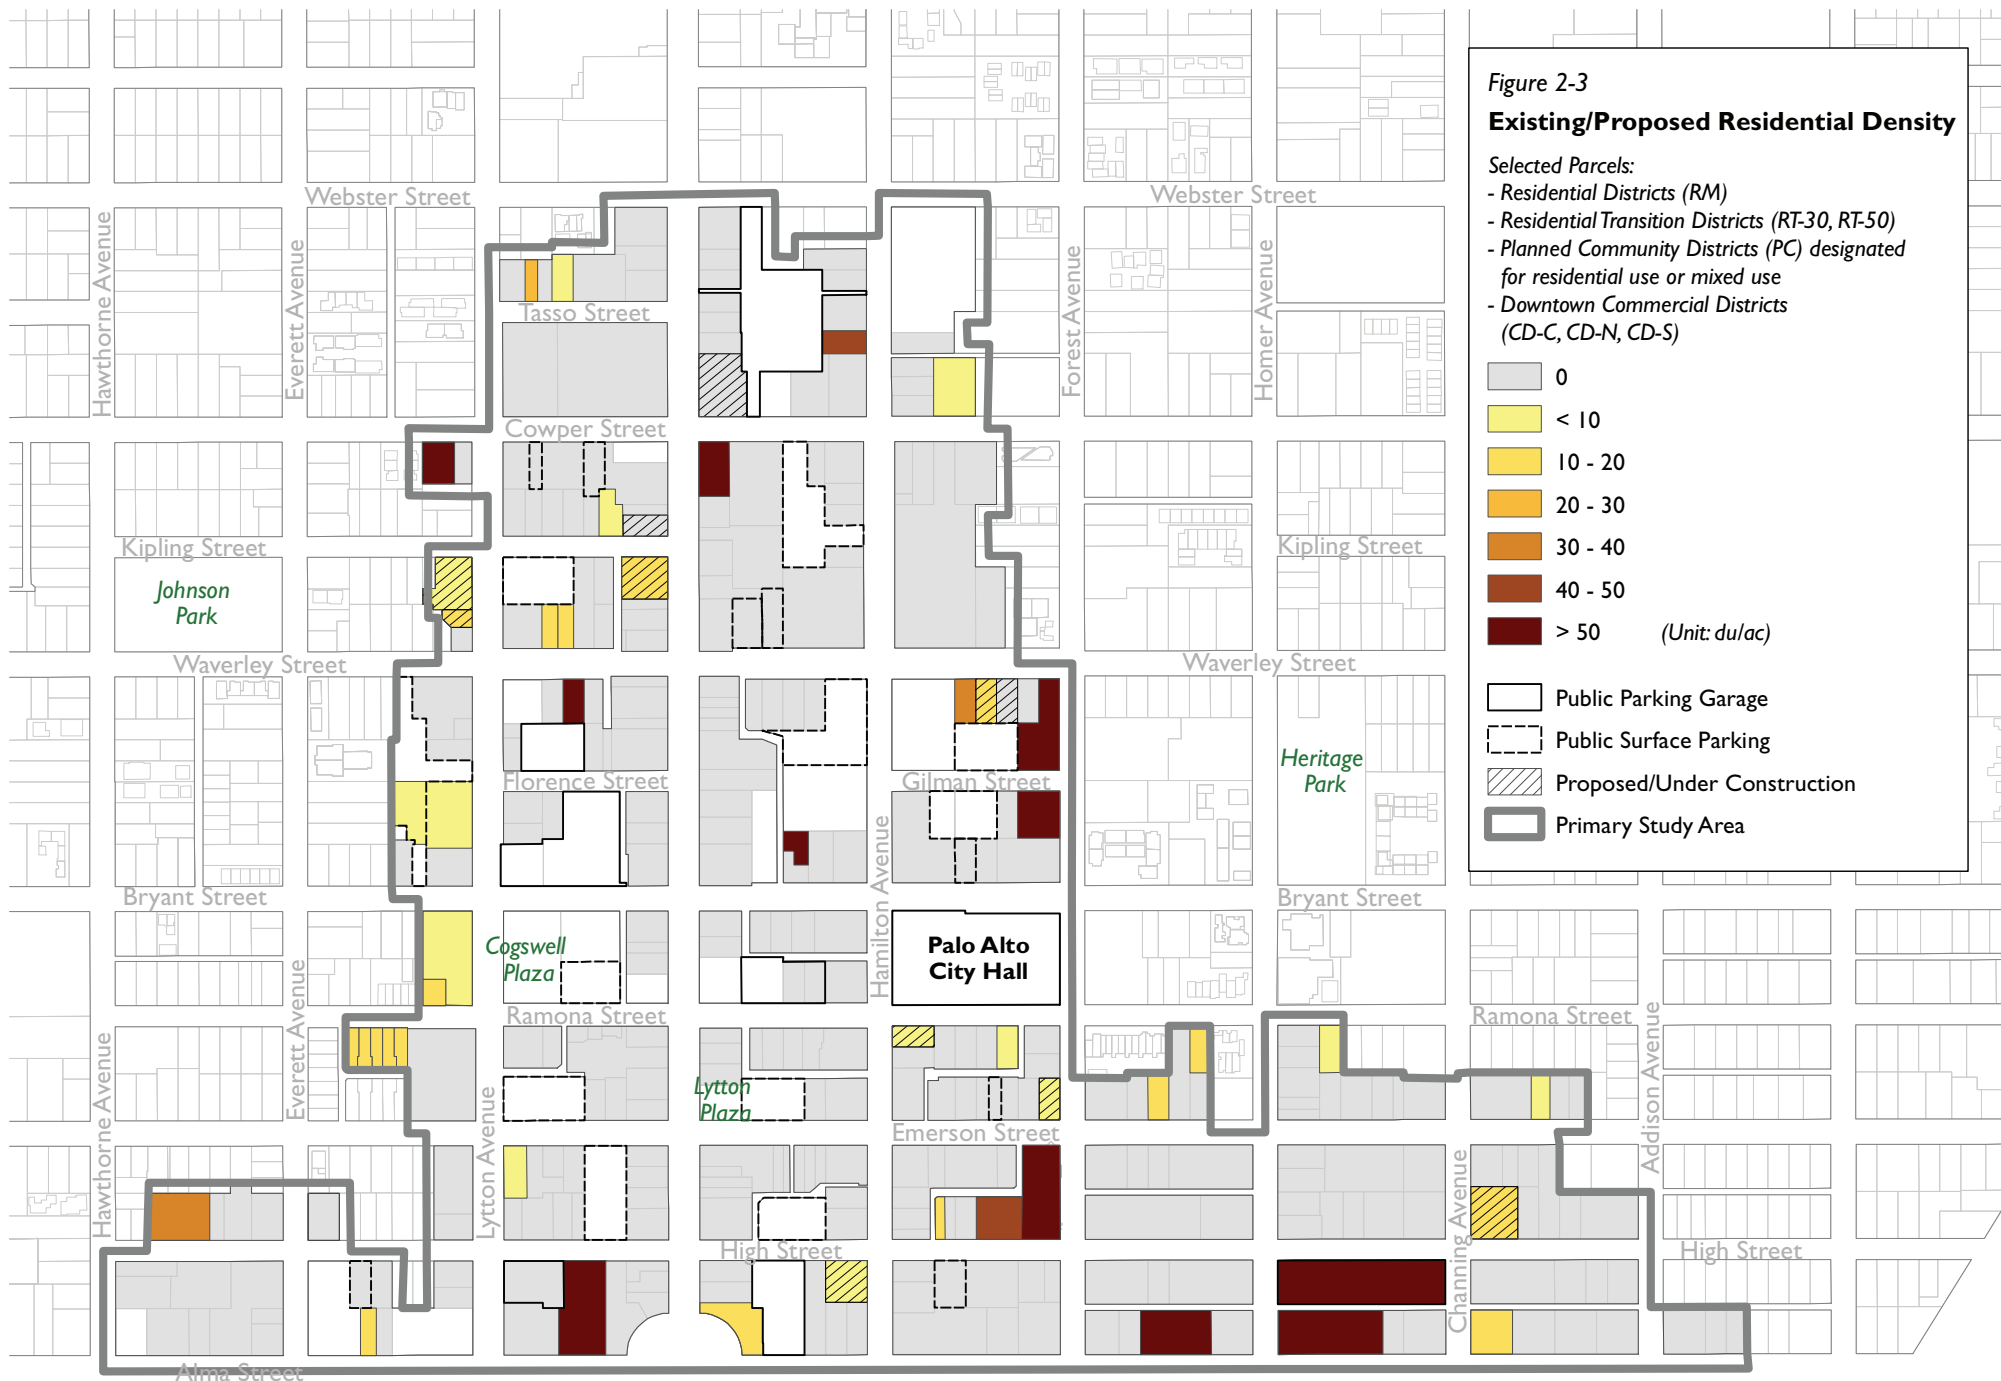 Figure 2-3
Existing/Proposed Residential Density
Selected Parcels:
- Residential Districts (RM)
- Residential Transition Districts (RT-30, RT-50)
- Planned Community Districts (PC) designated
for residential use or mixed use
- Downtown Commercial Districts
(CD-C, CD-N, CD-S)
0
< 10
10 - 20
20 - 30
30 - 40
40 - 50
> 50 (Unit: du/ac)
Public Parking Garage
Public Surface Parking
Proposed/Under Construction
Primary Study Area
Webster Street
Webster Street
Hawthorne Avenue
Everett Avenue
Forest Avenue
Homer Avenue
Tasso Street
Cowper Street
Kipling Street
Kipling Street
Johnson
Park
Waverley Street
Waverley Street
Heritage
Park
Florence Street
Gilman Street
Hamilton Avenue
Bryant Street
Bryant Street
Cogswell
Plaza
Palo Alto
City Hall
Ramona Street
Ramona Street
Hawthorne Avenue
Everett Avenue
Lytton Avenue
Lytton
Plaza
Addison Avenue
Emerson Street
Channing Avenue
High Street
High Street
Alma Street